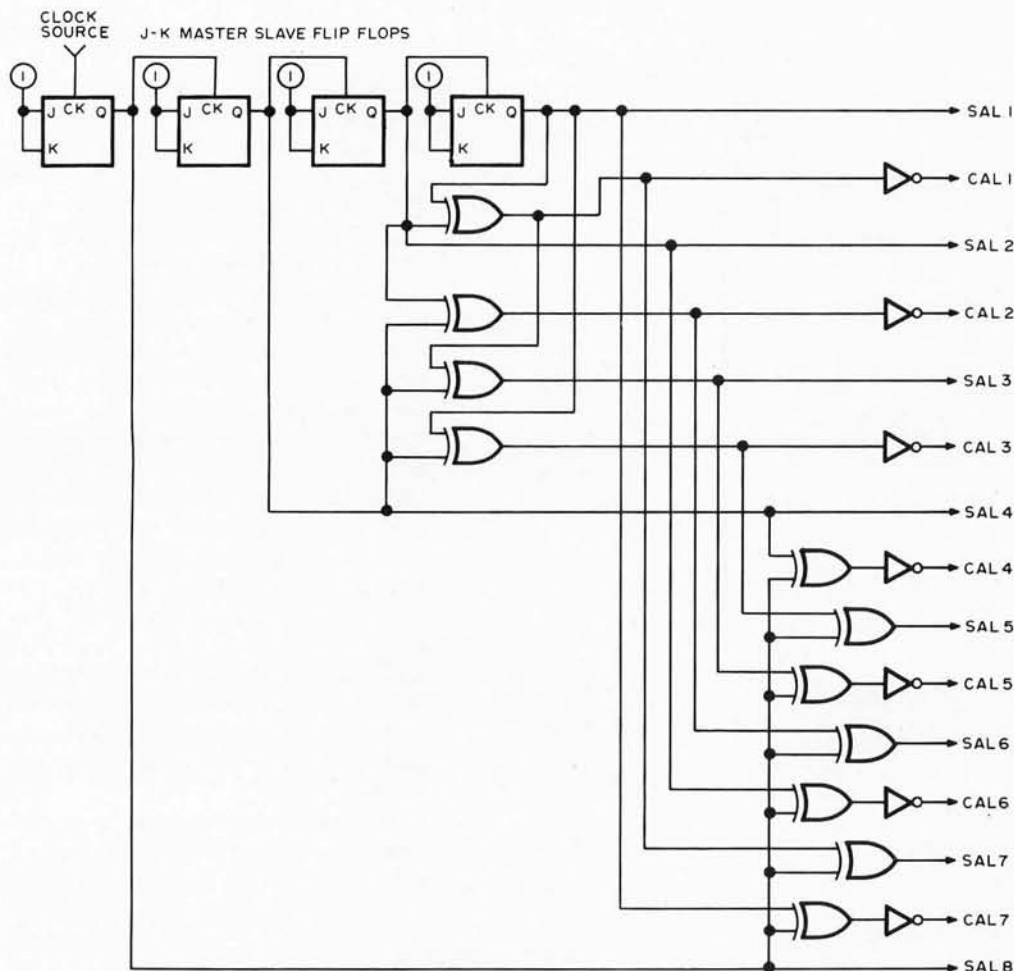 CLOCK
SOURCE
J-K MASTER SLAVE FLIP FLOPS
1 1 1 1
J CK Q J CK Q J CK Q J CK Q
K K K K
SAL 1
CAL 1
SAL 2
CAL 2
SAL 3
CAL 3
SAL 4
CAL 4
SAL 5
CAL 5
SAL 6
CAL 6
SAL 7
CAL 7
SAL 8